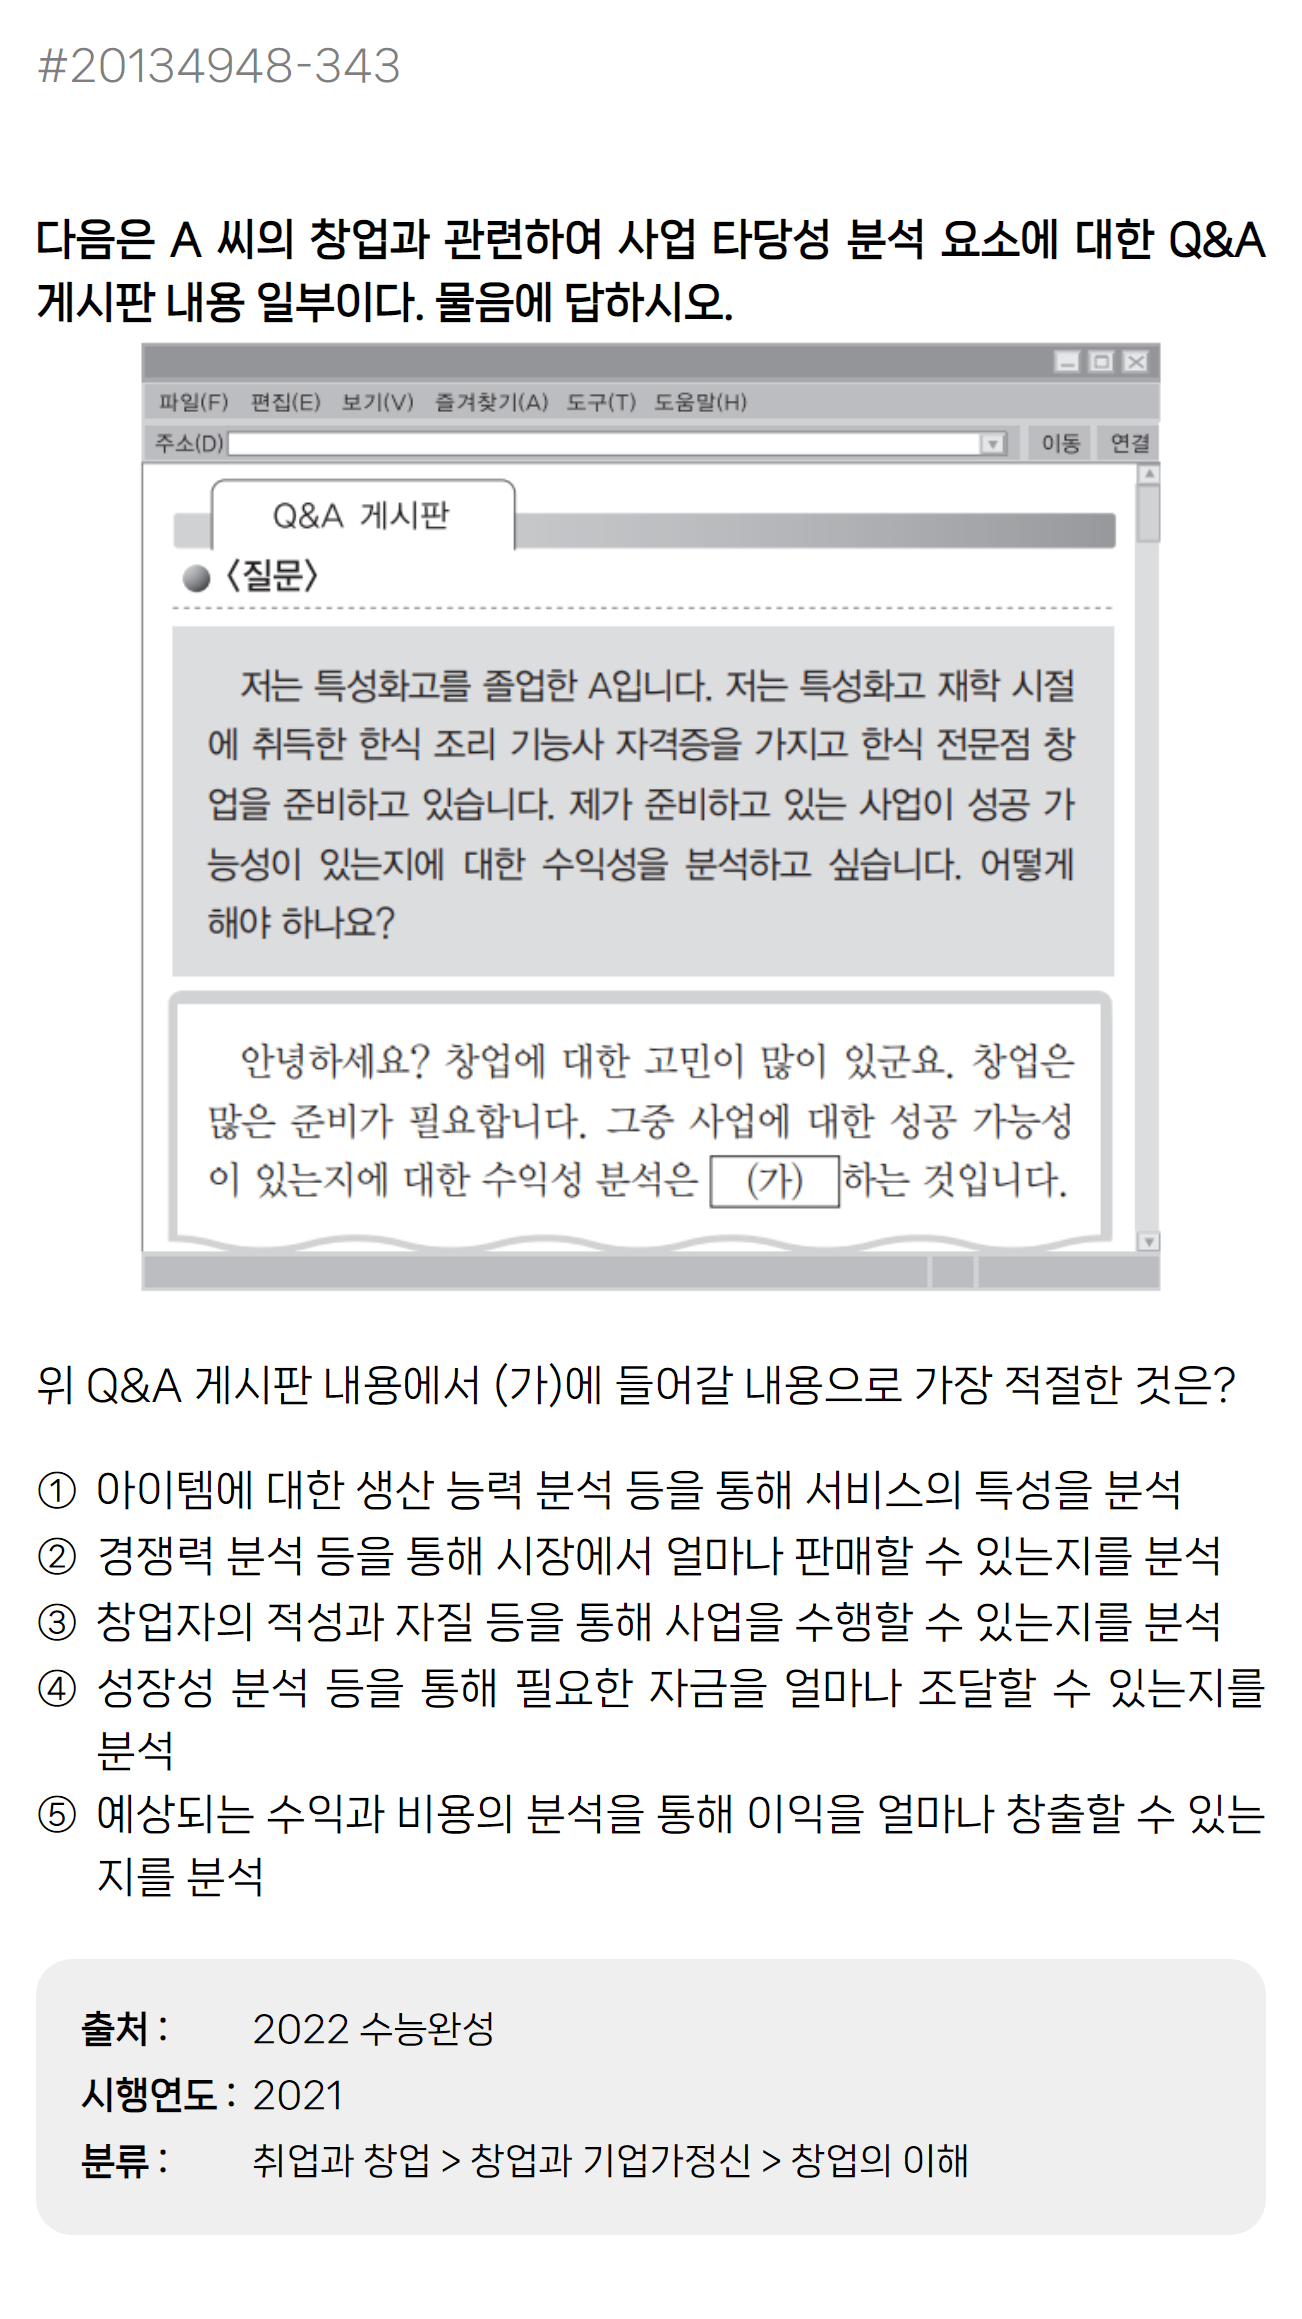 #20134948-343
다음은 A 씨의 창업과 관련하여 사업 타당성 분석 요소에 대한 Q&A
게시판 내용 일부이다. 물음에 답하시오.
파일(F) 편집(E) 보기(V) 즐겨찾기(A) 도구(T) 도움말(H)
주소(D) 이동 연결
Q&A 게시판
〈질문〉
저는 특성화고를 졸업한 A입니다. 저는 특성화고 재학 시절
에 취득한 한식 조리 기능사 자격증을 가지고 한식 전문점 창
업을 준비하고 있습니다. 제가 준비하고 있는 사업이 성공 가
능성이 있는지에 대한 수익성을 분석하고 싶습니다. 어떻게
해야 하나요?
안녕하세요? 창업에 대한 고민이 많이 있군요. 창업은
많은 준비가 필요합니다. 그중 사업에 대한 성공 가능성
이 있는지에 대한 수익성 분석은 (가) 하는 것입니다.
위 Q&A 게시판 내용에서 (가)에 들어갈 내용으로 가장 적절한 것은?
① 아이템에 대한 생산 능력 분석 등을 통해 서비스의 특성을 분석
② 경쟁력 분석 등을 통해 시장에서 얼마나 판매할 수 있는지를 분석
③ 창업자의 적성과 자질 등을 통해 사업을 수행할 수 있는지를 분석
④ 성장성 분석 등을 통해 필요한 자금을 얼마나 조달할 수 있는지를
분석
⑤ 예상되는 수익과 비용의 분석을 통해 이익을 얼마나 창출할 수 있는
지를 분석
출처 : 2022 수능완성
시행연도 : 2021
분류 : 취업과 창업 > 창업과 기업가정신 > 창업의 이해